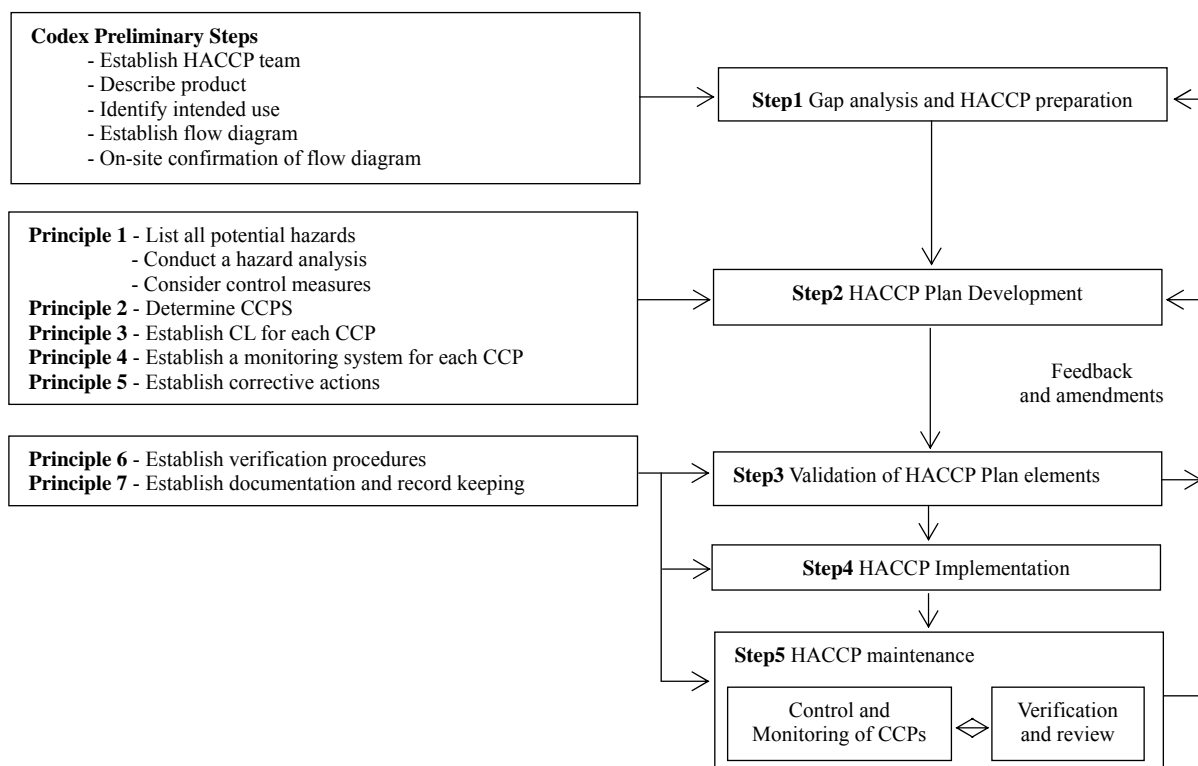 Codex Preliminary Steps
- Establish HACCP team
- Describe product
- Identify intended use
- Establish flow diagram
- On-site confirmation of flow diagram
Step1 Gap analysis and HACCP preparation
Principle 1 - List all potential hazards
- Conduct a hazard analysis
- Consider control measures
Principle 2 - Determine CCPS
Principle 3 - Establish CL for each CCP
Principle 4 - Establish a monitoring system for each CCP
Principle 5 - Establish corrective actions
Step2 HACCP Plan Development
Feedback
and amendments
Principle 6 - Establish verification procedures
Principle 7 - Establish documentation and record keeping
Step3 Validation of HACCP Plan elements
Step4 HACCP Implementation
Step5 HACCP maintenance
Control and
Monitoring of CCPs
Verification
and review